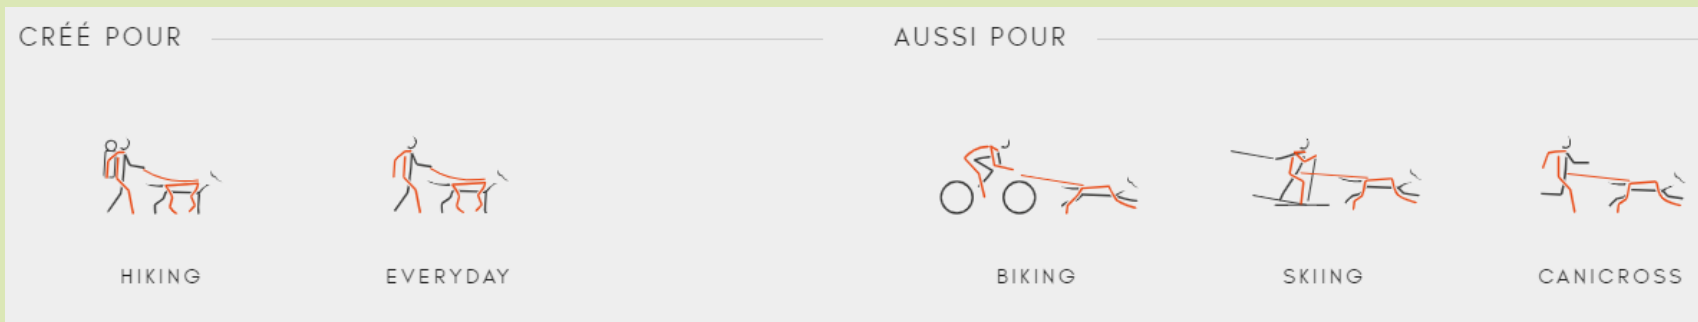 CRÉÉ POUR
HIKING
EVERYDAY
AUSSI POUR
BIKING
SKIING
CANICROSS